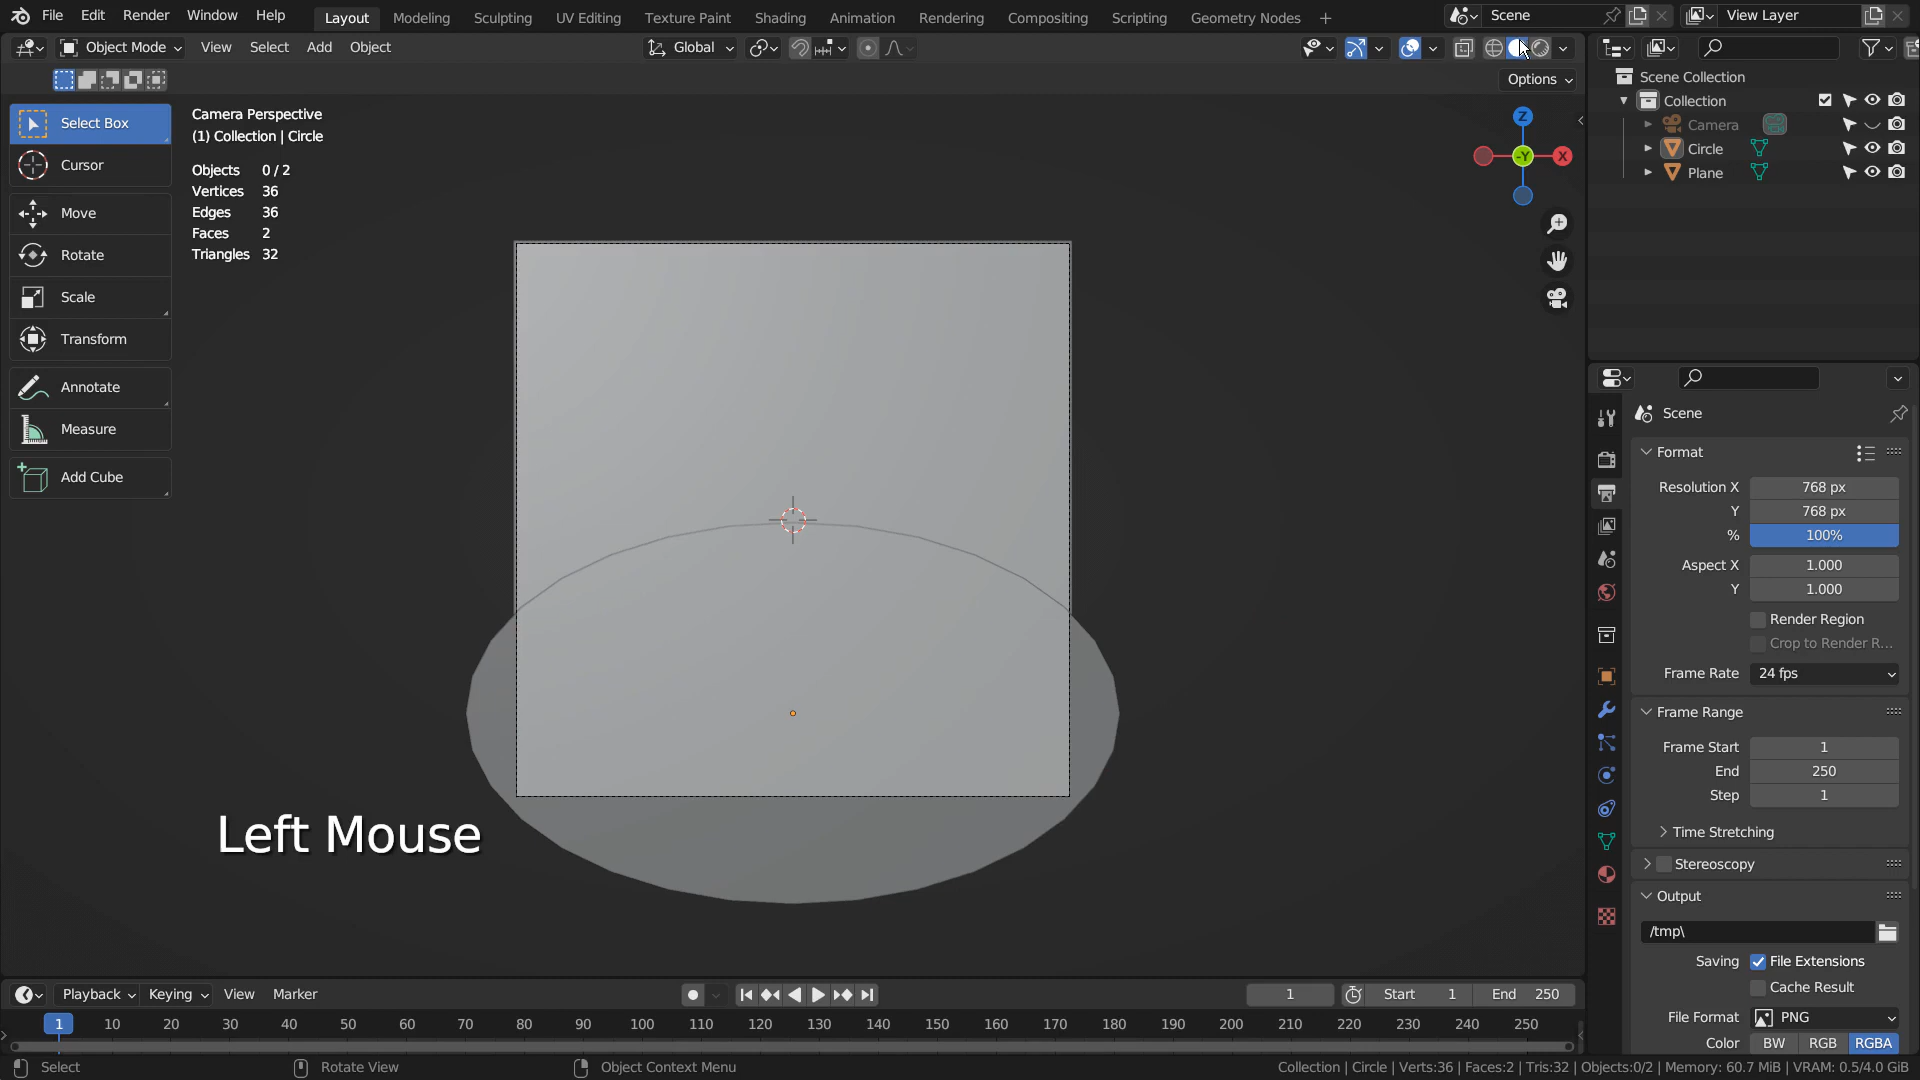 File Edit Render Window Help Layout Modeling Sculpting UV Editing Texture Paint Shading Animation Rendering Compositing Scripting Geometry Nodes + Scene View Layer
Object Mode View Select Add Object Global
Options
Scene Collection
Collection
Camera
Circle
Plane
Select Box
Cursor
Move
Rotate
Scale
Transform
Annotate
Measure
Add Cube
Camera Perspective
(1) Collection | Circle
Objects 0 / 2
Vertices 36
Edges 36
Faces 2
Triangles 32
Z
-Y
X
Left Mouse
Scene
Format
Resolution X 768 px
Y 768 px
% 100%
Aspect X 1.000
Y 1.000
Render Region
Crop to Render R...
Frame Rate 24 fps
Frame Range
Frame Start 1
End 250
Step 1
Time Stretching
Stereoscopy
Output
/tmp\
Saving File Extensions
Cache Result
File Format PNG
Color BW RGB RGBA
Playback Keying View Marker 1 Start 1 End 250
1 10 20 30 40 50 60 70 80 90 100 110 120 130 140 150 160 170 180 190 200 210 220 230 240 250
Select Rotate View Object Context Menu Collection | Circle | Verts:36 | Faces:2 | Tris:32 | Objects:0/2 | Memory: 60.7 MiB | VRAM: 0.5/4.0 GiB